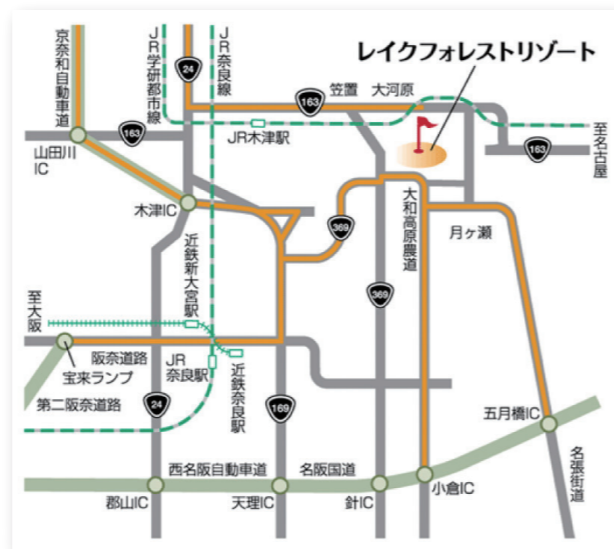 京奈和自動車道
JR学研都市線
24
JR奈良線
レイクフォレストリゾート
笠置
大河原
163
163
JR木津駅
163
至名古屋
山田川
IC
木津IC
大和高原農道
月ヶ瀬
369
近鉄新大宮駅
369
至大阪
阪奈道路
JR
奈良駅
近鉄奈良駅
宝来ランプ
第二阪奈道路
24
169
五月橋IC
名張街道
西名阪自動車道
名阪国道
郡山IC
天理IC
針IC
小倉IC